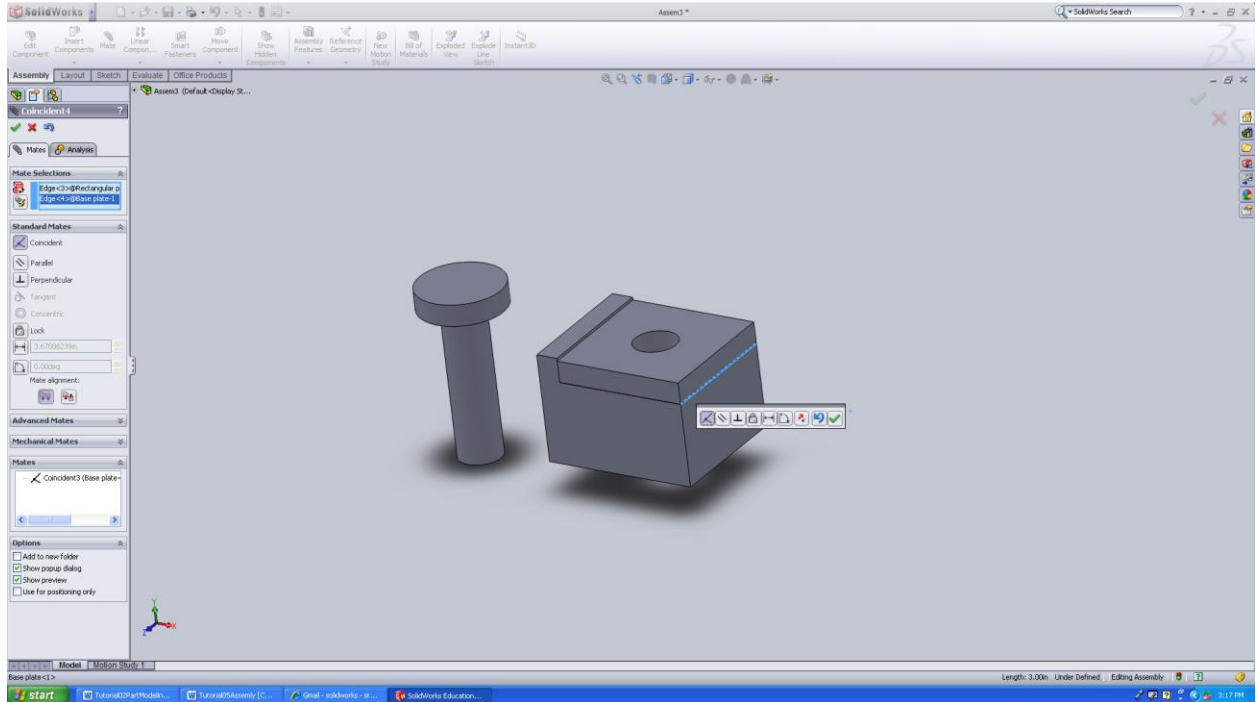 SolidWorks
Assem3 *
SolidWorks Search
Edit Component
Insert Components
Mate
Linear Compon...
Smart Fasteners
Move Component
Show Hidden Components
Assembly Features
Reference Geometry
New Motion Study
Bill of Materials
Exploded View
Explode Line Sketch
Instant3D
Assembly Layout Sketch Evaluate Office Products
Assem3 (Default<Display St...
Coincident4 ?
Mates Analysis
Mate Selections
Edge<3>@Rectangular p
Edge<4>@Base plate-1
Standard Mates
Coincident
Parallel
Perpendicular
Tangent
Concentric
Lock
3.67008239in
0.00deg
Mate alignment:
Advanced Mates
Mechanical Mates
Mates
Coincident3 (Base plate-
Options
Add to new folder
Show popup dialog
Show preview
Use for positioning only
Y
X
Z
Model Motion Study 1
Base plate<1>
Length: 3.00in Under Defined Editing Assembly
start
Tutorial02PartModelin...
Tutorial05Assemly [C...
Gmail - solidworks - sr...
SolidWorks Education...
3:17 PM